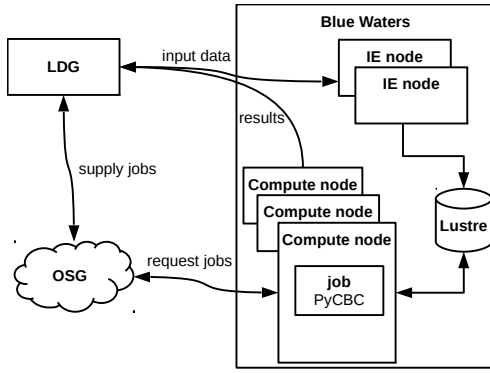 Blue Waters
LDG
input data
IE node
IE node
results
supply jobs
Compute node
Compute node
Compute node
Lustre
OSG
request jobs
job
PyCBC